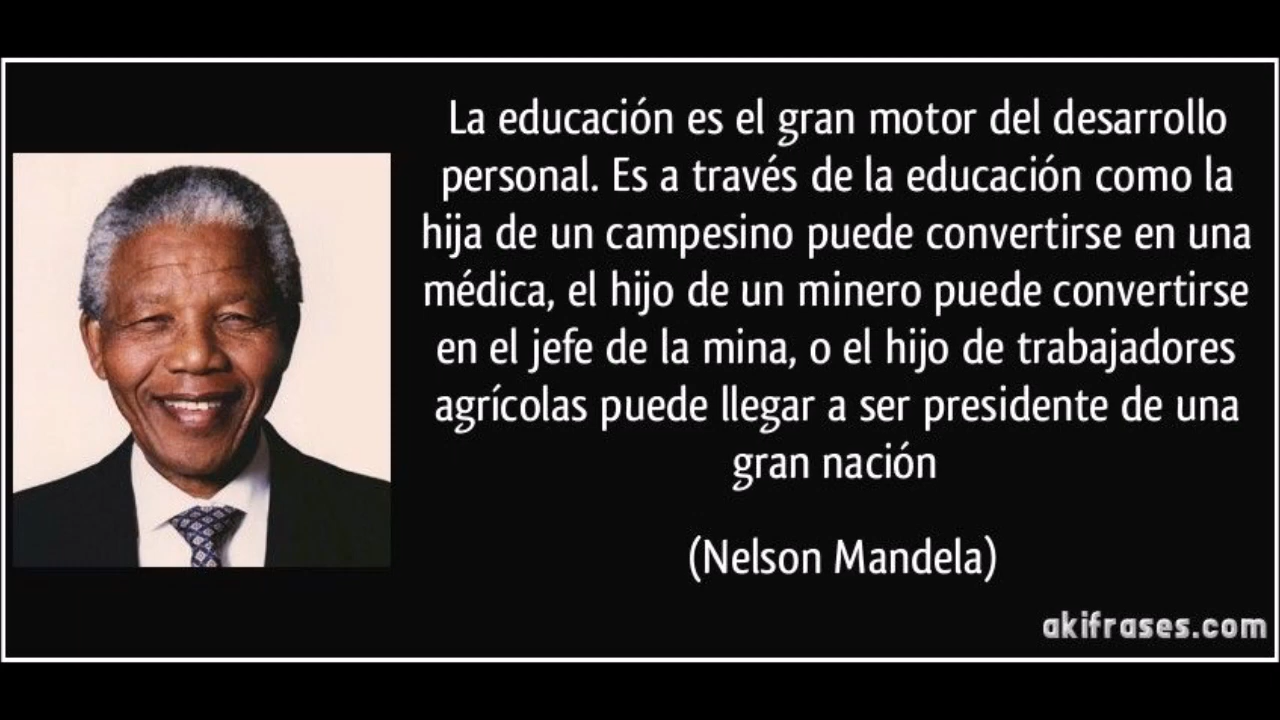 La educación es el gran motor del desarrollo
personal. Es a través de la educación como la
hija de un campesino puede convertirse en una
médica, el hijo de un minero puede convertirse
en el jefe de la mina, o el hijo de trabajadores
agrícolas puede llegar a ser presidente de una
gran nación
(Nelson Mandela)
akifrases.com